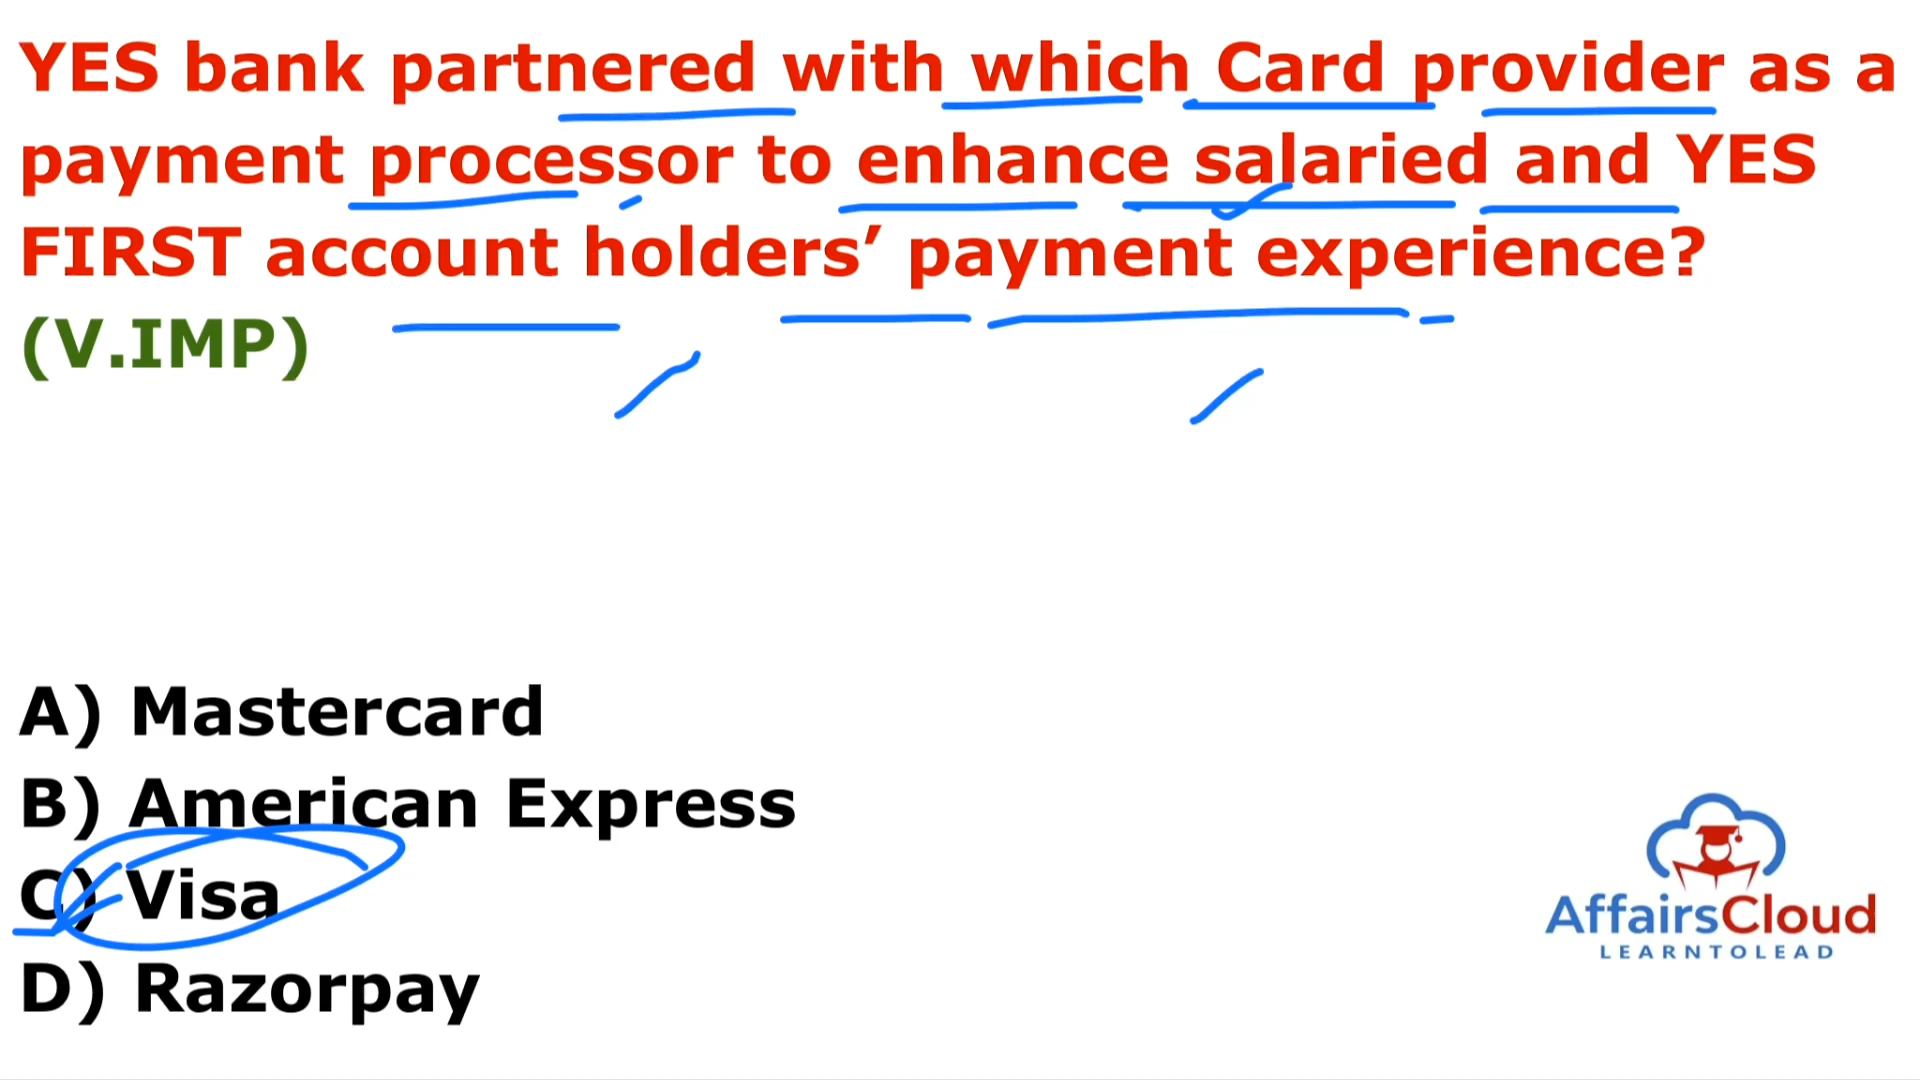 YES bank partnered with which Card provider as a
payment processor to enhance salaried and YES
FIRST account holders’ payment experience?
(V.IMP)
A) Mastercard
B) American Express
C) Visa
D) Razorpay
AffairsCloud
LEARNTOLEAD